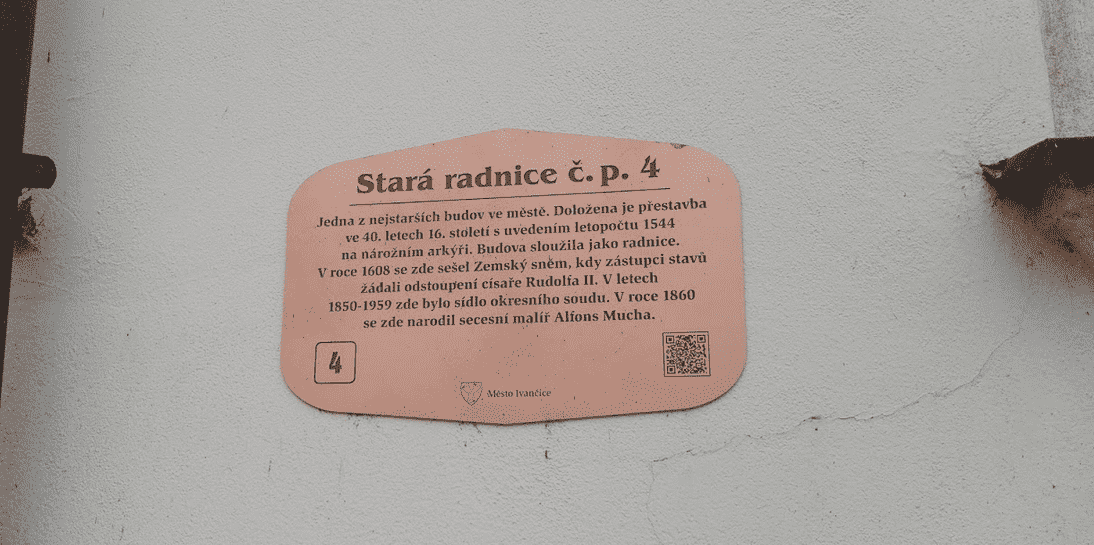 Stará radnice č. p. 4
Jedna z nejstarších budov ve městě. Doložena je přestavba
ve 40. letech 16. století s uvedením letopočtu 1544
na nárožním arkýři. Budova sloužila jako radnice.
V roce 1608 se zde sešel Zemský sněm, kdy zástupci stavů
žádali odstoupení císaře Rudolfa II. V letech
1850-1959 zde bylo sídlo okresního soudu. V roce 1860
se zde narodil secesní malíř Alfons Mucha.
4
Město Ivančice